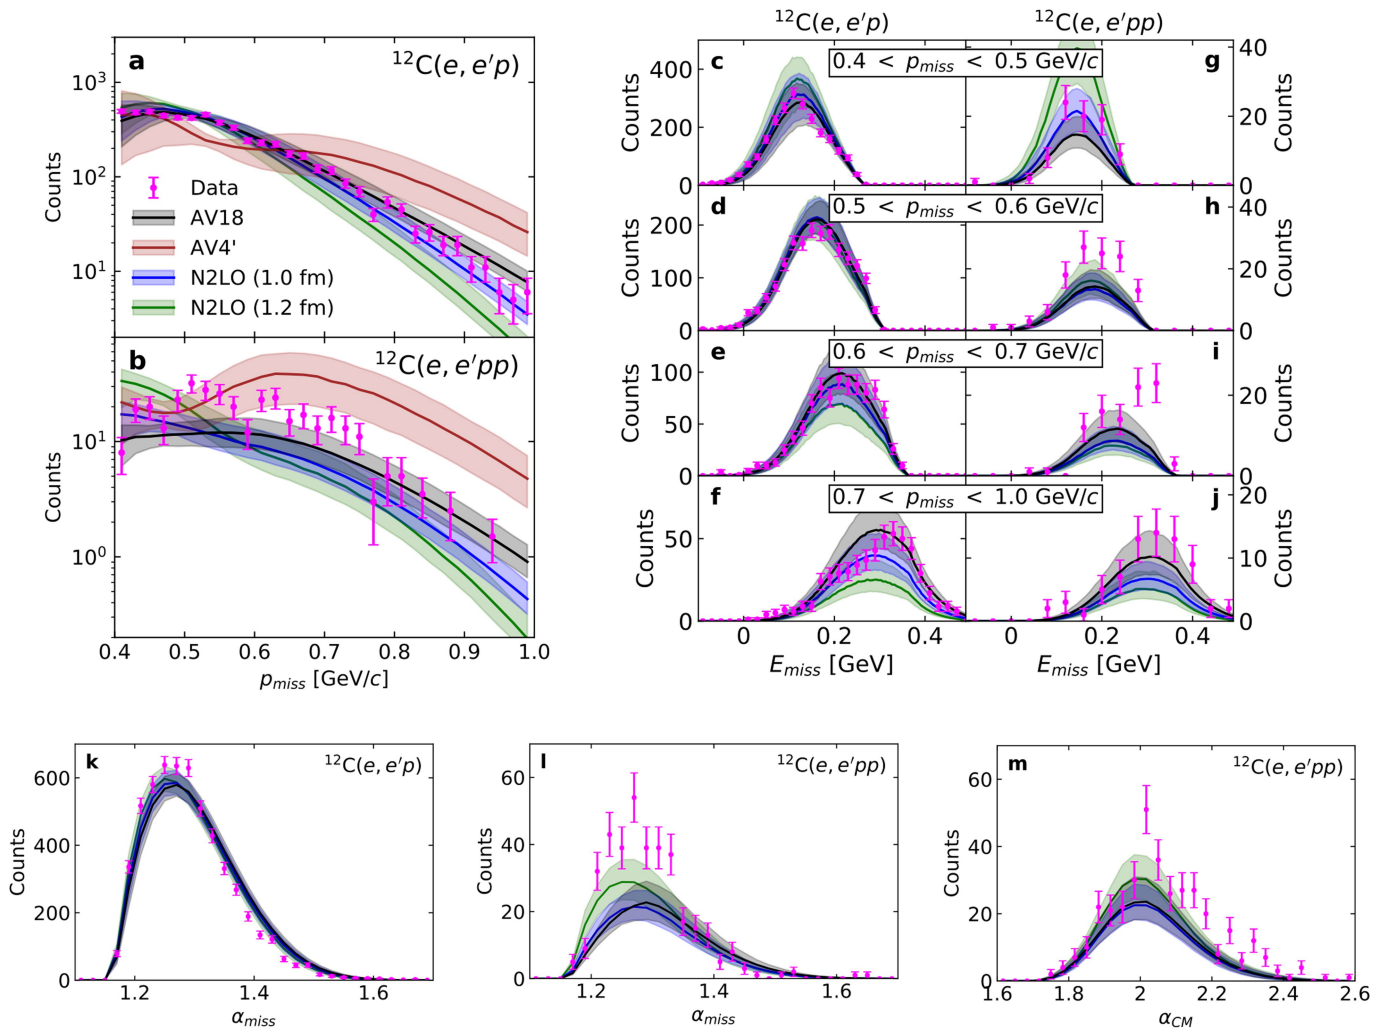 a
¹²C(e, e′p)
10³
10²
10¹
Counts
Data
AV18
AV4'
N2LO (1.0 fm)
N2LO (1.2 fm)
b
¹²C(e, e′pp)
10¹
10⁰
Counts
0.4 0.5 0.6 0.7 0.8 0.9 1.0
p_miss [GeV/c]
¹²C(e, e′p) ¹²C(e, e′pp)
c 0.4 < p_miss < 0.5 GeV/c g
400
200
0
Counts
40
20
0
Counts
d 0.5 < p_miss < 0.6 GeV/c h
200
100
0
Counts
40
20
0
Counts
e 0.6 < p_miss < 0.7 GeV/c i
100
50
0
Counts
20
0
Counts
f 0.7 < p_miss < 1.0 GeV/c j
50
0
Counts
20
10
0
Counts
0 0.2 0.4 0 0.2 0.4
E_miss [GeV] E_miss [GeV]
k ¹²C(e, e′p)
600
400
200
0
Counts
1.2 1.4 1.6
α_miss
l ¹²C(e, e′pp)
60
40
20
0
Counts
1.2 1.4 1.6
α_miss
m ¹²C(e, e′pp)
60
40
20
0
Counts
1.6 1.8 2 2.2 2.4 2.6
α_CM